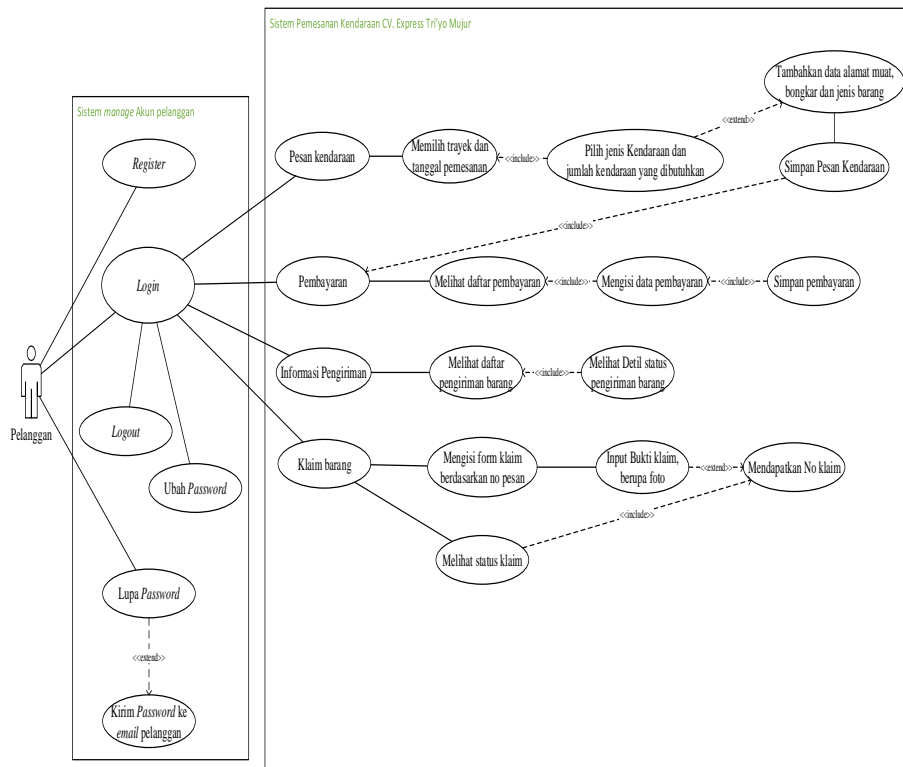 Sistem Pemesanan Kendaraan CV. Express Tri'yo Mujur
Sistem manage Akun pelanggan
Register
Login
Logout
Ubah Password
Lupa Password
<<extend>>
Kirim Password ke
email pelanggan
Pelanggan
Pesan kendaraan
Memilih trayek dan
tanggal pemesanan
<<include>>
Pilih jenis Kendaraan dan
jumlah kendaraan yang dibutuhkan
<<extend>>
Tambahkan data alamat muat,
bongkar dan jenis barang
Simpan Pesan Kendaraan
<<include>>
Pembayaran
Melihat daftar pembayaran
<<include>>
Mengisi data pembayaran
<<include>>
Simpan pembayaran
Informasi Pengiriman
Melihat daftar
pengiriman barang
<<include>>
Melihat Detil status
pengiriman barang
Klaim barang
Mengisi form klaim
berdasarkan no pesan
Input Bukti klaim,
berupa foto
<<extend>>
Mendapatkan No klaim
<<include>>
Melihat status klaim